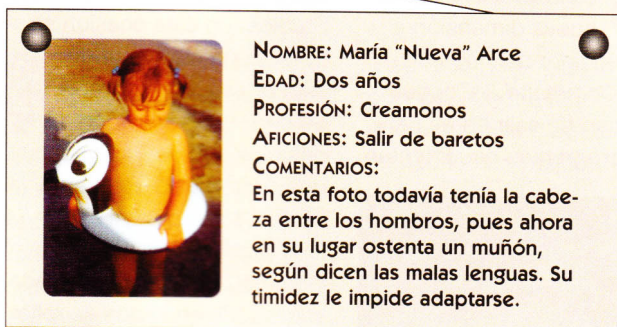 NOMBRE: María “Nueva” Arce
EDAD: Dos años
PROFESIÓN: Creamonos
AFICIONES: Salir de baretos
COMENTARIOS:
En esta foto todavía tenía la cabe-
za entre los hombros, pues ahora
en su lugar ostenta un muñón,
según dicen las malas lenguas. Su
timidez le impide adaptarse.